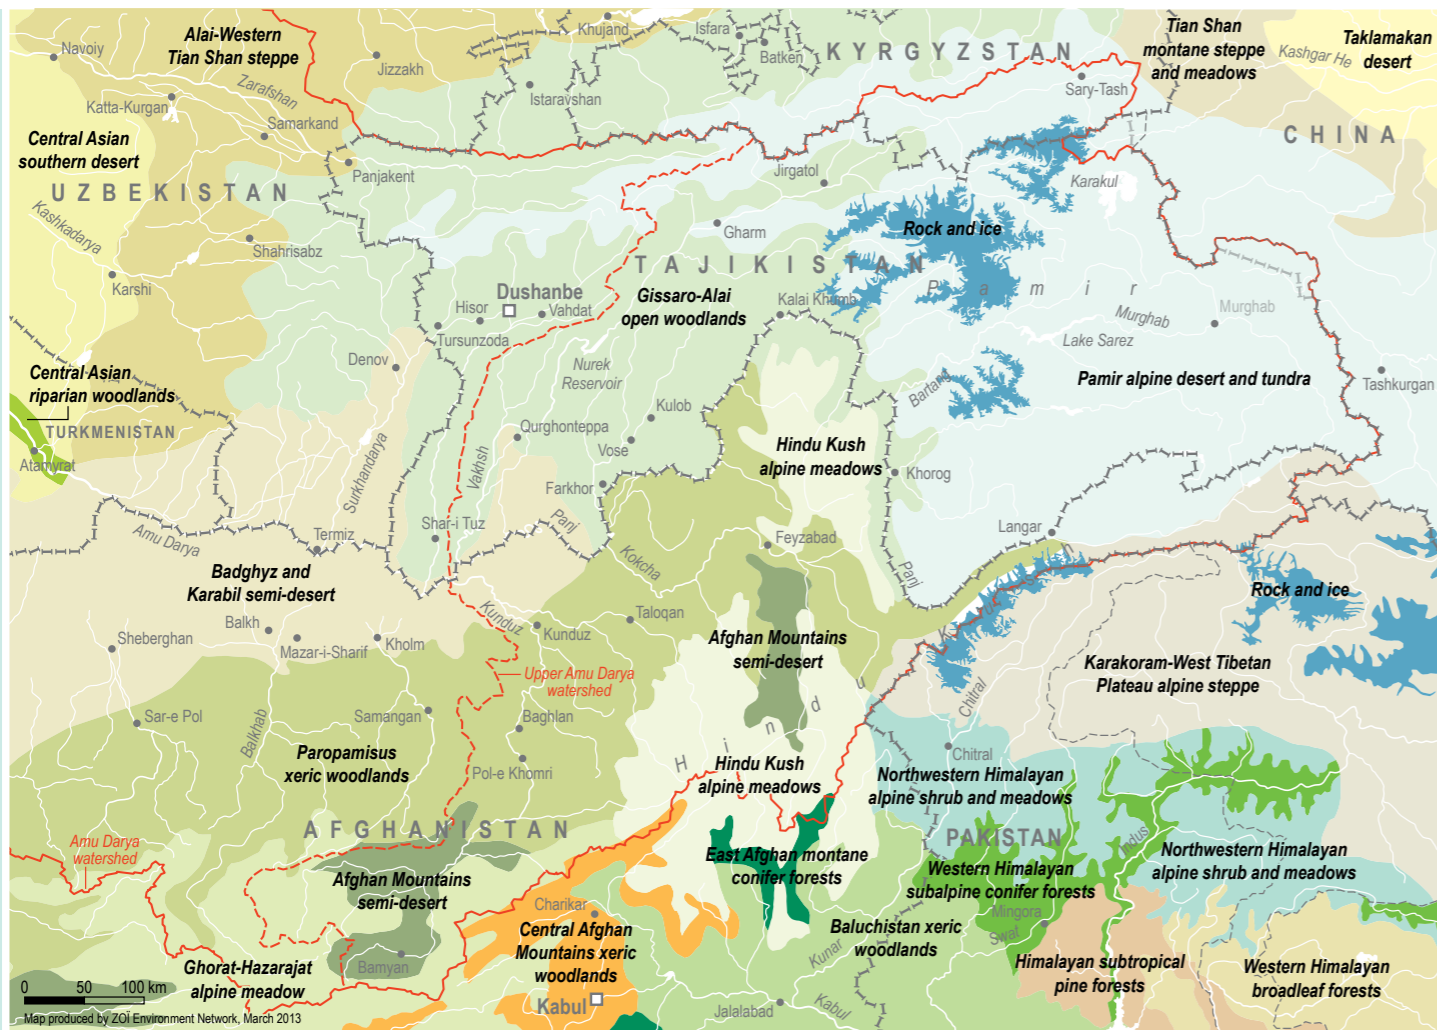 Navoiy
Alai-Western
Tian Shan steppe
Khujand
Isfara
Batken
KYRGYZSTAN
Tian Shan
montane steppe
and meadows
Taklamakan
desert
Kashgar He
Jizzakh
Zarafshan
Katta-Kurgan
Samarkand
Istaravshan
Sary-Tash
CHINA
Central Asian
southern desert
UZBEKISTAN
Panjakent
Jirgatol
Karakul
Kashkadarya
Shahrisabz
Gharm
Rock and ice
TAJIKISTAN
Karshi
Dushanbe
Hisor
Vahdat
Tursunzoda
Gissaro-Alai
open woodlands
Kalai Khumb
Pamir
Murghab
Murghab
Lake Sarez
Denov
Nurek
Reservoir
Central Asian
riparian woodlands
Bartang
Pamir alpine desert and tundra
Tashkurgan
TURKMENISTAN
Atamyrat
Surkhandarya
Vakhsh
Qurghonteppa
Kulob
Vose
Hindu Kush
alpine meadows
Khorog
Farkhor
Shar-i Tuz
Panj
Langar
Amu Darya
Termiz
Feyzabad
Kokcha
Panj
Badghyz and
Karabil semi-desert
Rock and ice
Balkh
Sheberghan
Mazar-i-Sharif
Kholm
Kunduz
Kunduz
Taloqan
Afghan Mountains
semi-desert
Hindu Kush
Karakoram-West Tibetan
Plateau alpine steppe
Upper Amu Darya
watershed
Chitral
Sar-e Pol
Samangan
Baghlan
Balkhab
Paropamisus
xeric woodlands
Pol-e Khomri
Hindu Kush
alpine meadows
Chitral
Northwestern Himalayan
alpine shrub and meadows
AFGHANISTAN
PAKISTAN
Indus
Amu Darya
watershed
East Afghan montane
conifer forests
Western Himalayan
subalpine conifer forests
Northwestern Himalayan
alpine shrub and meadows
Afghan Mountains
semi-desert
Charikar
Central Afghan
Mountains xeric
woodlands
Baluchistan xeric
woodlands
Mingora
Swat
Kunar
Bamyan
Ghorat-Hazarajat
alpine meadow
Himalayan subtropical
pine forests
Western Himalayan
broadleaf forests
Kabul
Jalalabad
Kabul
0 50 100 km
Map produced by ZOÏ Environment Network, March 2013